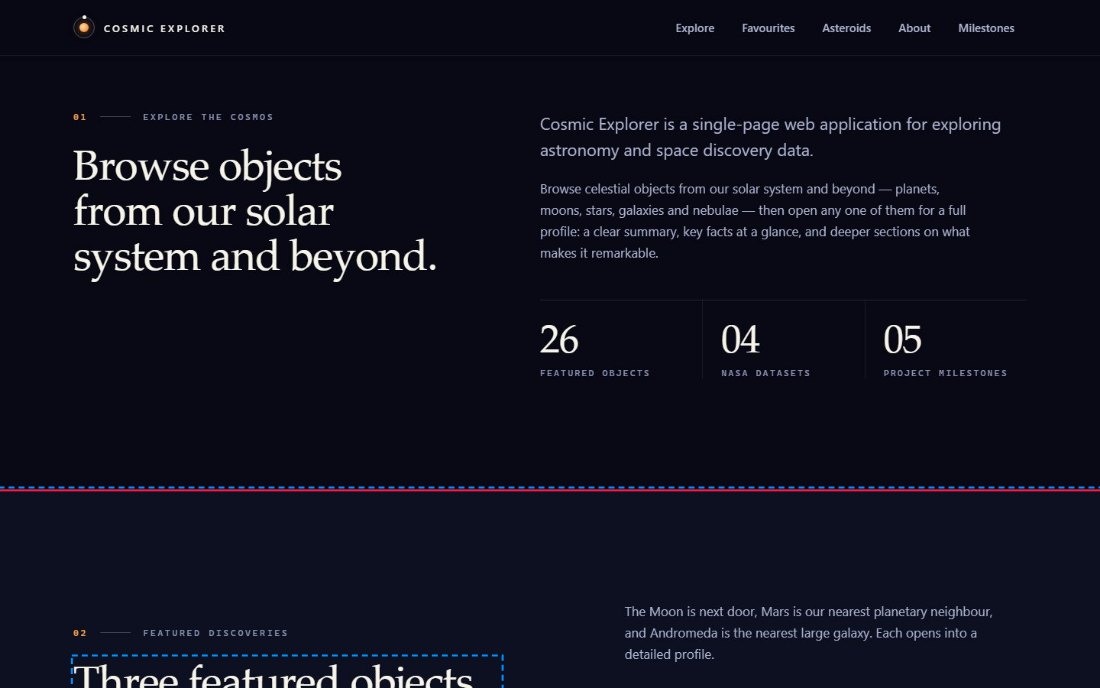 COSMIC EXPLORER
Explore
Favourites
Asteroids
About
Milestones
01
EXPLORE THE COSMOS
Browse objects
from our solar
system and beyond.
Cosmic Explorer is a single-page web application for exploring
astronomy and space discovery data.
Browse celestial objects from our solar system and beyond — planets,
moons, stars, galaxies and nebulae — then open any one of them for a full
profile: a clear summary, key facts at a glance, and deeper sections on what
makes it remarkable.
26
FEATURED OBJECTS
04
NASA DATASETS
05
PROJECT MILESTONES
02
FEATURED DISCOVERIES
Three featured objects
The Moon is next door, Mars is our nearest planetary neighbour,
and Andromeda is the nearest large galaxy. Each opens into a
detailed profile.